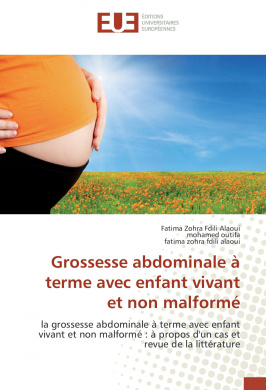 ÉDITIONS
UNIVERSITAIRES
EUROPÉENNES
Fatima Zohra Fdili Alaoui
mohamed outifa
fatima zohra fdili alaoui
Grossesse abdominale à
terme avec enfant vivant
et non malformé
la grossesse abdominale à terme avec enfant
vivant et non malformé : à propos d'un cas et
revue de la littérature